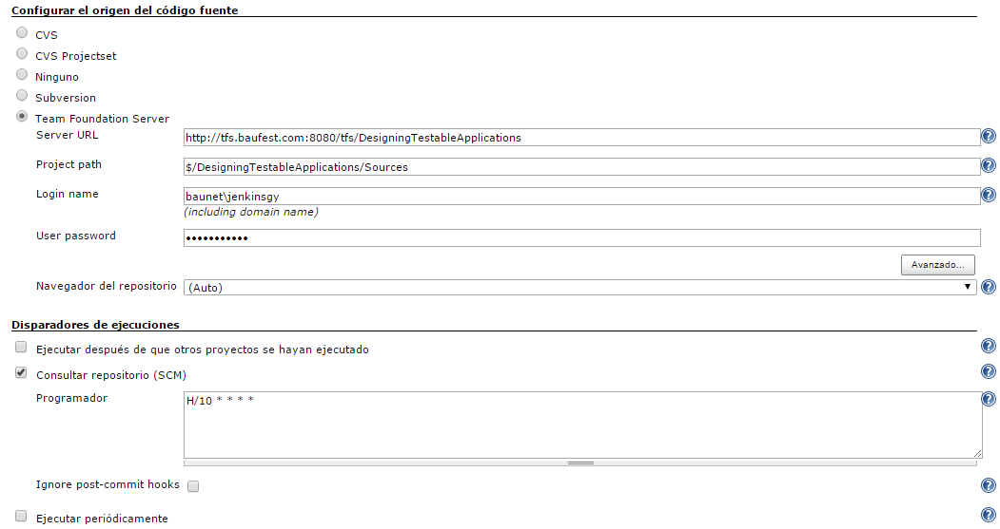 Configurar el origen del código fuente
CVS
CVS Projectset
Ninguno
Subversion
Team Foundation Server
Server URL
http://tfs.baufest.com:8080/tfs/DesigningTestableApplications
Project path
$/DesigningTestableApplications/Sources
Login name
baunet\jenkinsgy
(including domain name)
User password
•••••••••••
Avanzado...
Navegador del repositorio
(Auto)
Disparadores de ejecuciones
Ejecutar después de que otros proyectos se hayan ejecutado
Consultar repositorio (SCM)
Programador
H/10 * * * *
Ignore post-commit hooks
Ejecutar periódicamente